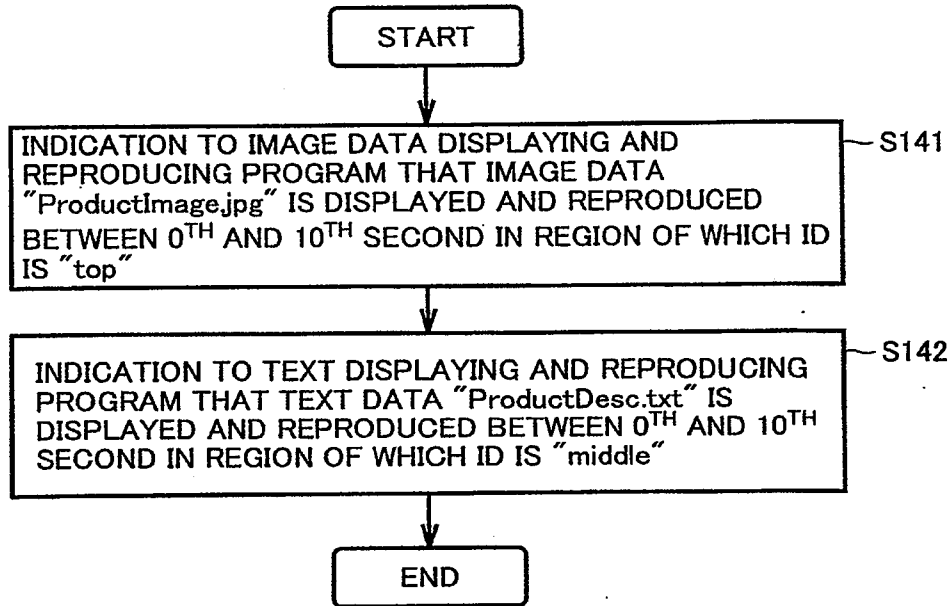 START
INDICATION TO IMAGE DATA DISPLAYING AND
S141
REPRODUCING PROGRAM THAT IMAGE DATA
"ProductImage.jpg" IS DISPLAYED AND REPRODUCED
BETWEEN 0TH AND 10TH SECOND IN REGION OF WHICH ID
IS "top"
S142
INDICATION TO TEXT DISPLAYING AND REPRODUCING
PROGRAM THAT TEXT DATA "ProductDesc.txt" IS
DISPLAYED AND REPRODUCED BETWEEN 0TH AND 10TH
SECOND IN REGION OF WHICH ID IS "middle"
END